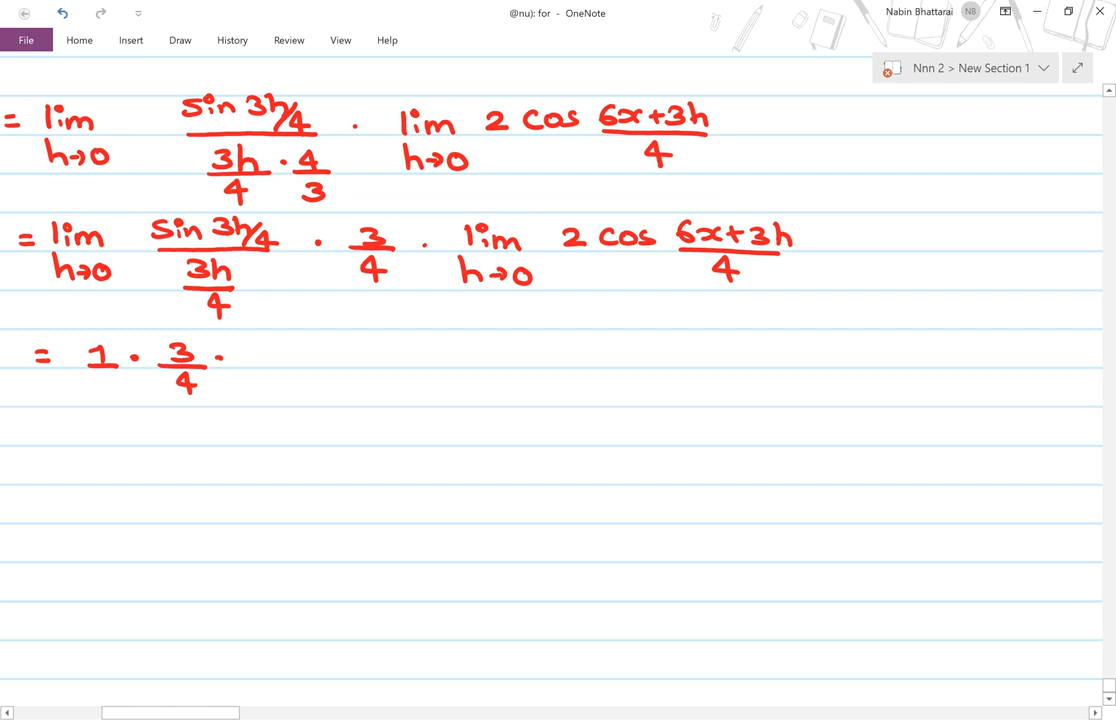 @nu): for - OneNote
Nabin Bhattarai NB
File Home Insert Draw History Review View Help
Nnn 2 > New Section 1
= lim h→0 (sin 3h/4)/(3h/4 · 4/3) · lim h→0 2 cos (6x+3h)/4
= lim h→0 (sin 3h/4)/(3h/4) · 3/4 · lim h→0 2 cos (6x+3h)/4
= 1 · 3/4 ·